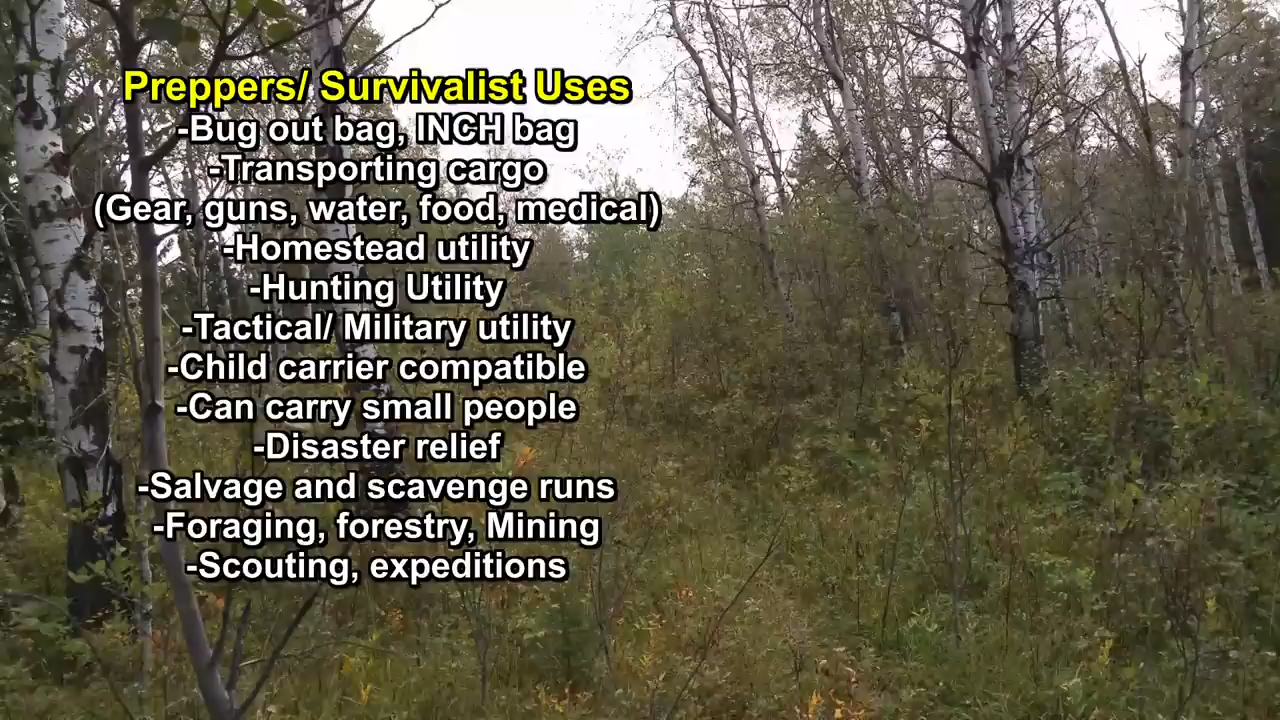 Preppers/ Survivalist Uses
-Bug out bag, INCH bag
-Transporting cargo
(Gear, guns, water, food, medical)
-Homestead utility
-Hunting Utility
-Tactical/ Military utility
-Child carrier compatible
-Can carry small people
-Disaster relief
-Salvage and scavenge runs
-Foraging, forestry, Mining
-Scouting, expeditions